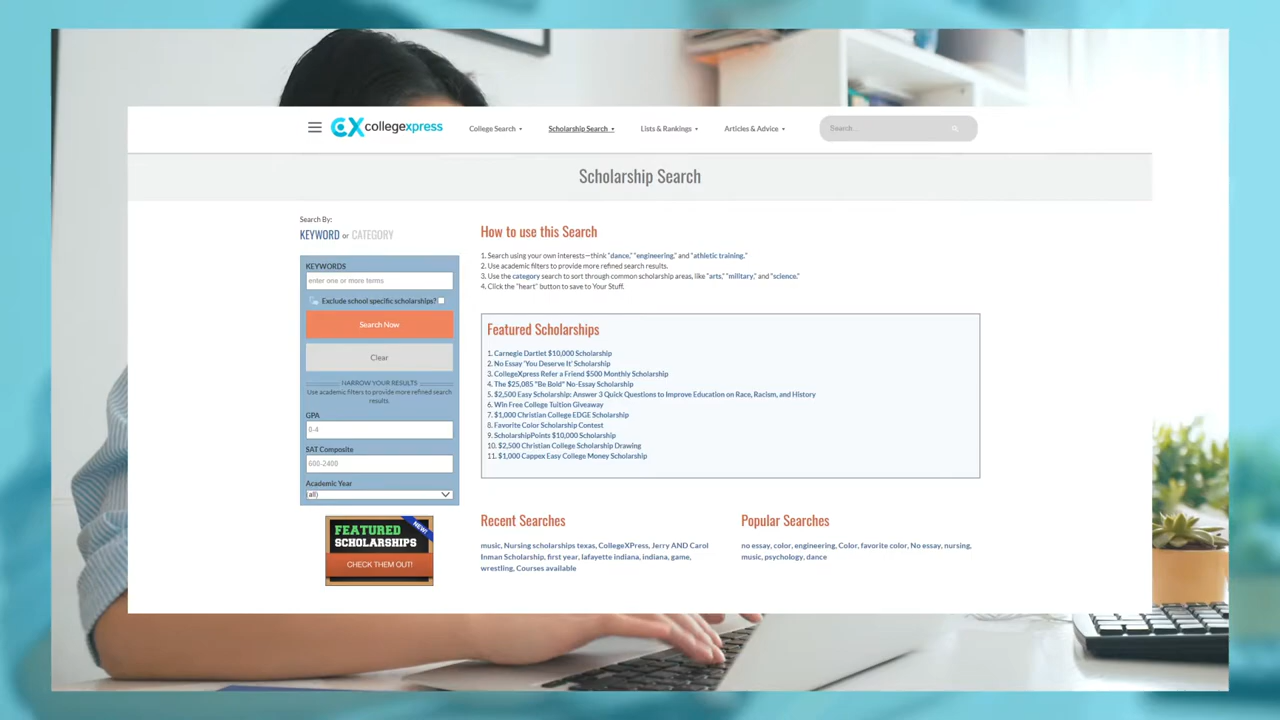 collegexpress
College Search
Scholarship Search
Lists & Rankings
Articles & Advice
Search...
Scholarship Search
Search By:
KEYWORD or CATEGORY
KEYWORDS
enter one or more terms
Exclude school specific scholarships?
Search Now
Clear
NARROW YOUR RESULTS
Use academic filters to provide more refined search
results.
GPA
0-4
SAT Composite
600-2400
Academic Year
(all)
FEATURED
SCHOLARSHIPS
NEW!
CHECK THEM OUT!
How to use this Search
1. Search using your own interests—think "dance," "engineering," and "athletic training."
2. Use academic filters to provide more refined search results.
3. Use the category search to sort through common scholarship areas, like "arts," "military," and "science."
4. Click the "heart" button to save to Your Stuff.
Featured Scholarships
1. Carnegie Dartlet $10,000 Scholarship
2. No Essay 'You Deserve It' Scholarship
3. CollegeXpress Refer a Friend $500 Monthly Scholarship
4. The $25,085 "Be Bold" No-Essay Scholarship
5. $2,500 Easy Scholarship: Answer 3 Quick Questions to Improve Education on Race, Racism, and History
6. Win Free College Tuition Giveaway
7. $1,000 Christian College EDGE Scholarship
8. Favorite Color Scholarship Contest
9. ScholarshipPoints $10,000 Scholarship
10. $2,500 Christian College Scholarship Drawing
11. $1,000 Cappex Easy College Money Scholarship
Recent Searches
music, Nursing scholarships texas, CollegeXPress, Jerry AND Carol
Inman Scholarship, first year, lafayette indiana, indiana, game,
wrestling, Courses available
Popular Searches
no essay, color, engineering, Color, favorite color, No essay, nursing,
music, psychology, dance